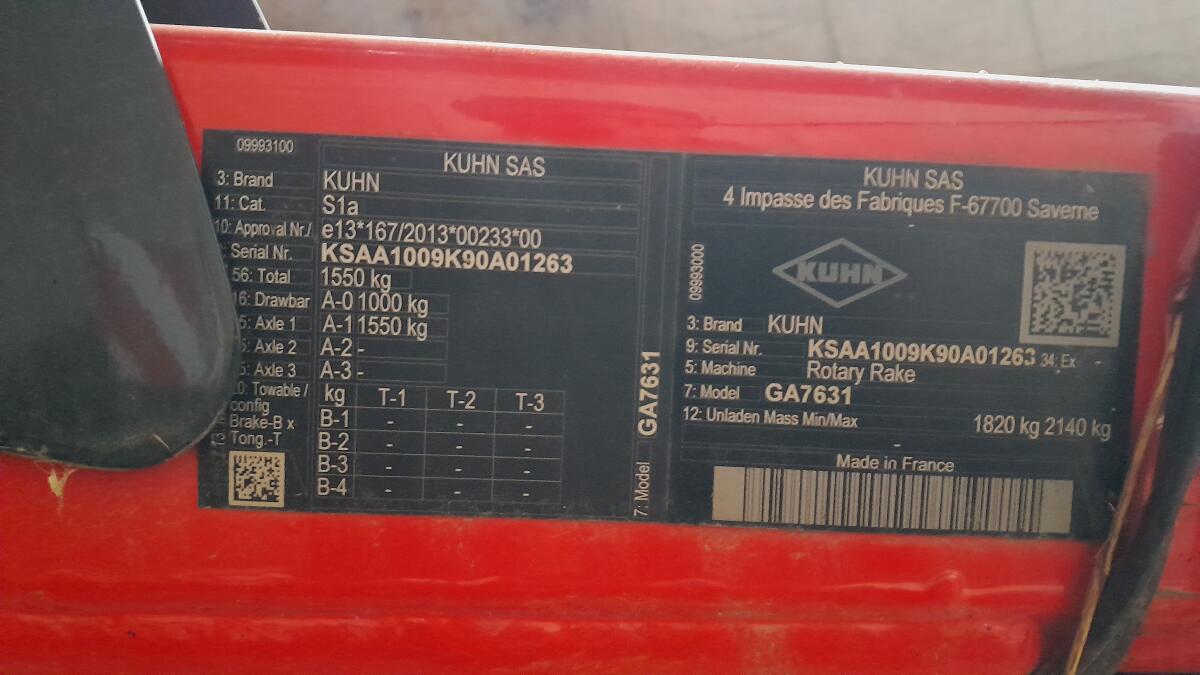 09993100
KUHN SAS
3: Brand KUHN
11: Cat. S1a
10: Approval Nr./ e13*167/2013*00233*00
Serial Nr. KSAA1009K90A01263
56: Total 1550 kg
16: Drawbar A-0 1000 kg
5: Axle 1 A-1 1550 kg
5: Axle 2 A-2 -
5: Axle 3 A-3 -
0: Towable / kg T-1 T-2 T-3
config
Brake-B x B-1 - - -
Tong.-T B-2 - - -
B-3 - - -
B-4 - - -
7: Model GA7631
KUHN SAS
4 Impasse des Fabriques F-67700 Saverne
-
09993000
KUHN
3: Brand KUHN
9: Serial Nr. KSAA1009K90A01263 34: Ex -
5: Machine Rotary Rake
7: Model GA7631
12: Unladen Mass Min/Max 1820 kg 2140 kg
-
Made in France